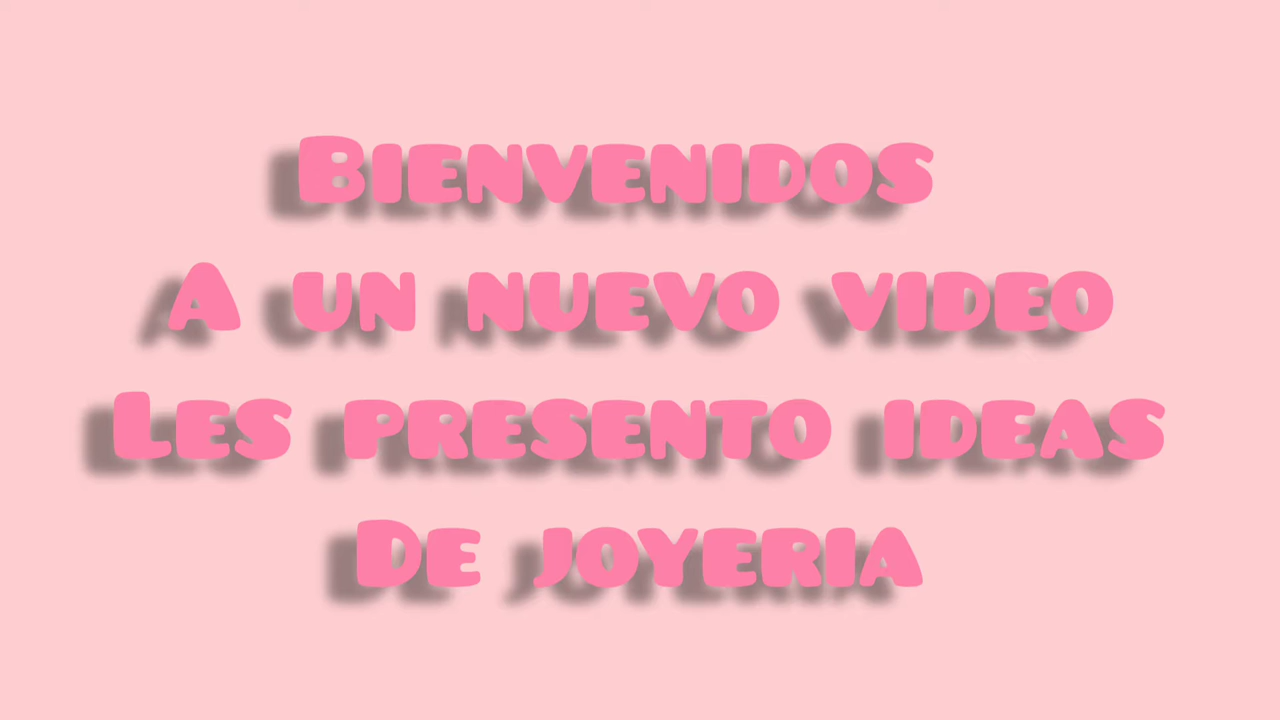 Bienvenidos
a un nuevo video
Les presento ideas
De joyeria